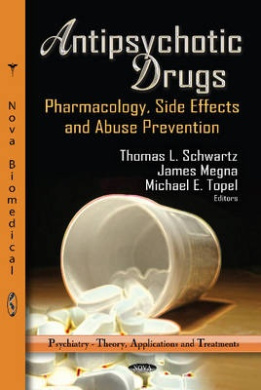 Antipsychotic
Drugs
Pharmacology, Side Effects
and Abuse Prevention
Thomas L. Schwartz
James Megna
Michael E. Topel
Editors
Nova Biomedical
Psychiatry - Theory, Applications and Treatments
NOVA